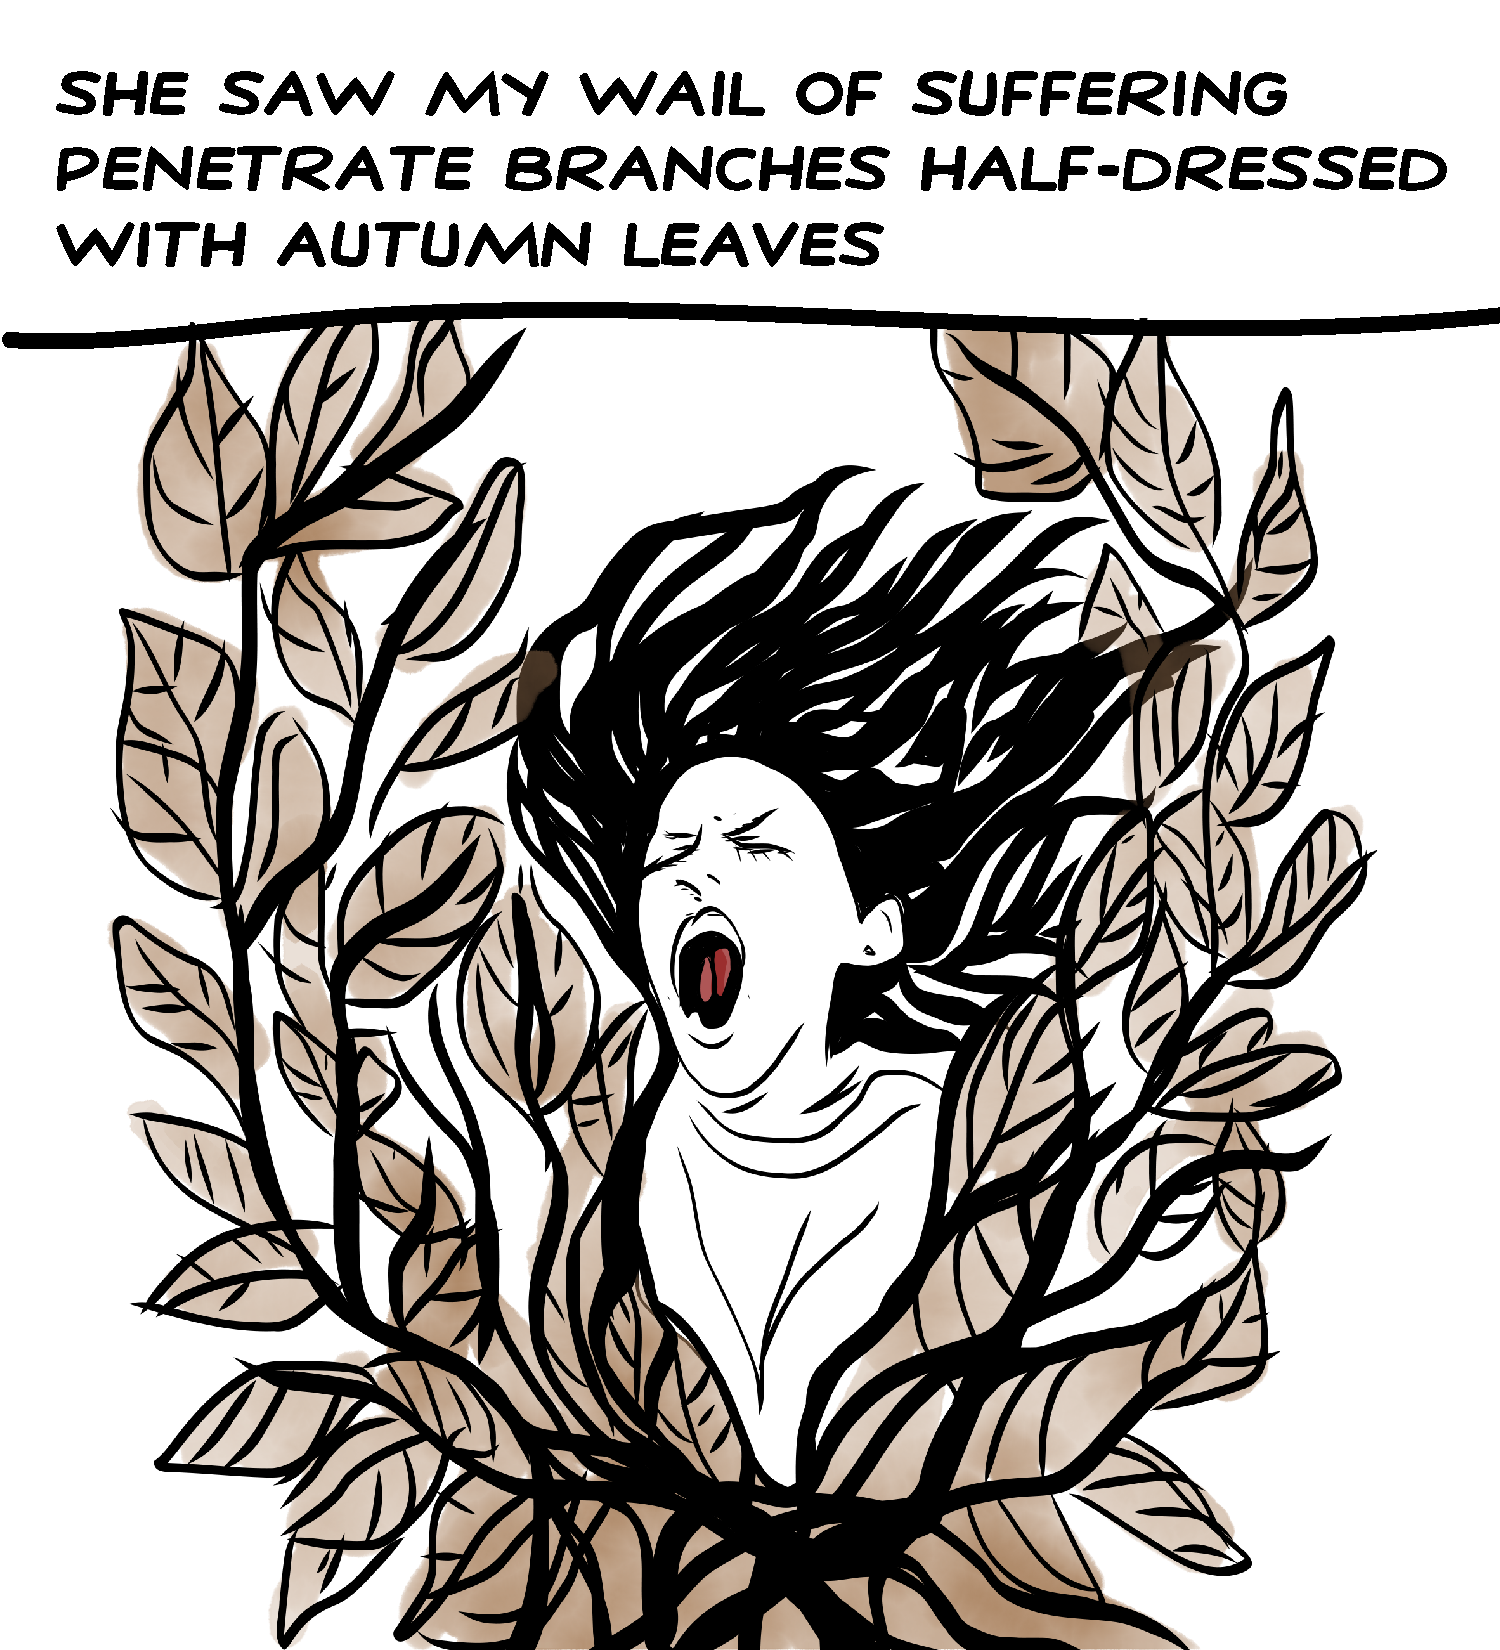 SHE SAW MY WAIL OF SUFFERING
PENETRATE BRANCHES HALF-DRESSED
WITH AUTUMN LEAVES